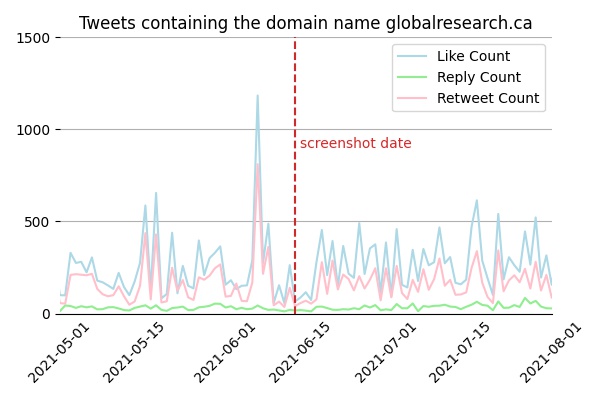 Tweets containing the domain name globalresearch.ca
1500
1000
500
0
Like Count
Reply Count
Retweet Count
screenshot date
2021-05-01
2021-05-15
2021-06-01
2021-06-15
2021-07-01
2021-07-15
2021-08-01